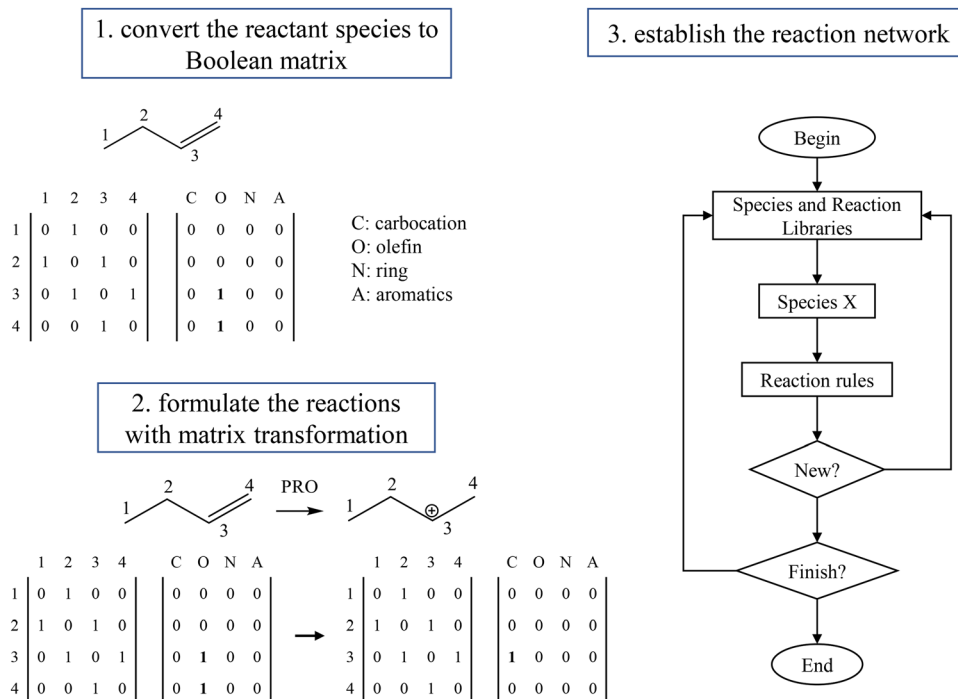 1. convert the reactant species to
Boolean matrix
4
2
1
3
1 2 3 4 C O N A
1 0 1 0 0 0 0 0 0
2 1 0 1 0 0 0 0 0
3 0 1 0 1 0 1 0 0
4 0 0 1 0 0 1 0 0
C: carbocation
O: olefin
N: ring
A: aromatics
2. formulate the reactions
with matrix transformation
2 4 PRO 2 4
1 1
3 ⊕ 3
1 2 3 4 C O N A 1 2 3 4 C O N A
1 0 1 0 0 0 0 0 0 1 0 1 0 0 0 0 0 0
2 1 0 1 0 0 0 0 0 2 1 0 1 0 0 0 0 0
3 0 1 0 1 0 1 0 0 3 0 1 0 1 1 0 0 0
4 0 0 1 0 0 1 0 0 4 0 0 1 0 0 0 0 0
3. establish the reaction network
Begin
Species and Reaction
Libraries
Species X
Reaction rules
New?
Finish?
End